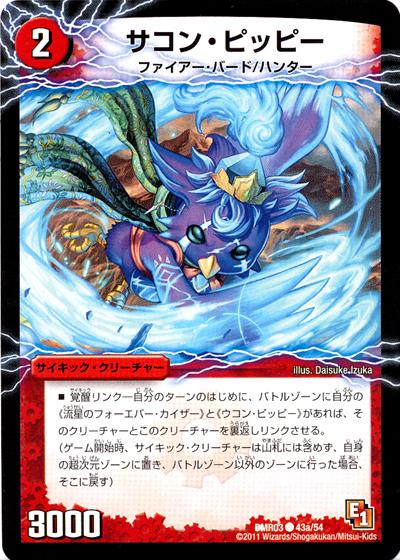 2
サコン・ピッピー
ファイアー・バード/ハンター
illus. Daisuke Izuka
サイキック・クリーチャー
■覚醒リンク―自分のターンのはじめに、バトルゾーンに自分の
《流星のフォーエバー・カイザー》と《ウコン・ピッピー》があれば、そ
のクリーチャーとこのクリーチャーを裏返しリンクさせる。
(ゲーム開始時、サイキック・クリーチャーは山札には含めず、自身
の超次元ゾーンに置き、バトルゾーン以外のゾーンに行った場合、
そこに戻す)
3000
DMR03 ● 43a/54
©2011 Wizards/Shogakukan/Mitsui-Kids
E1